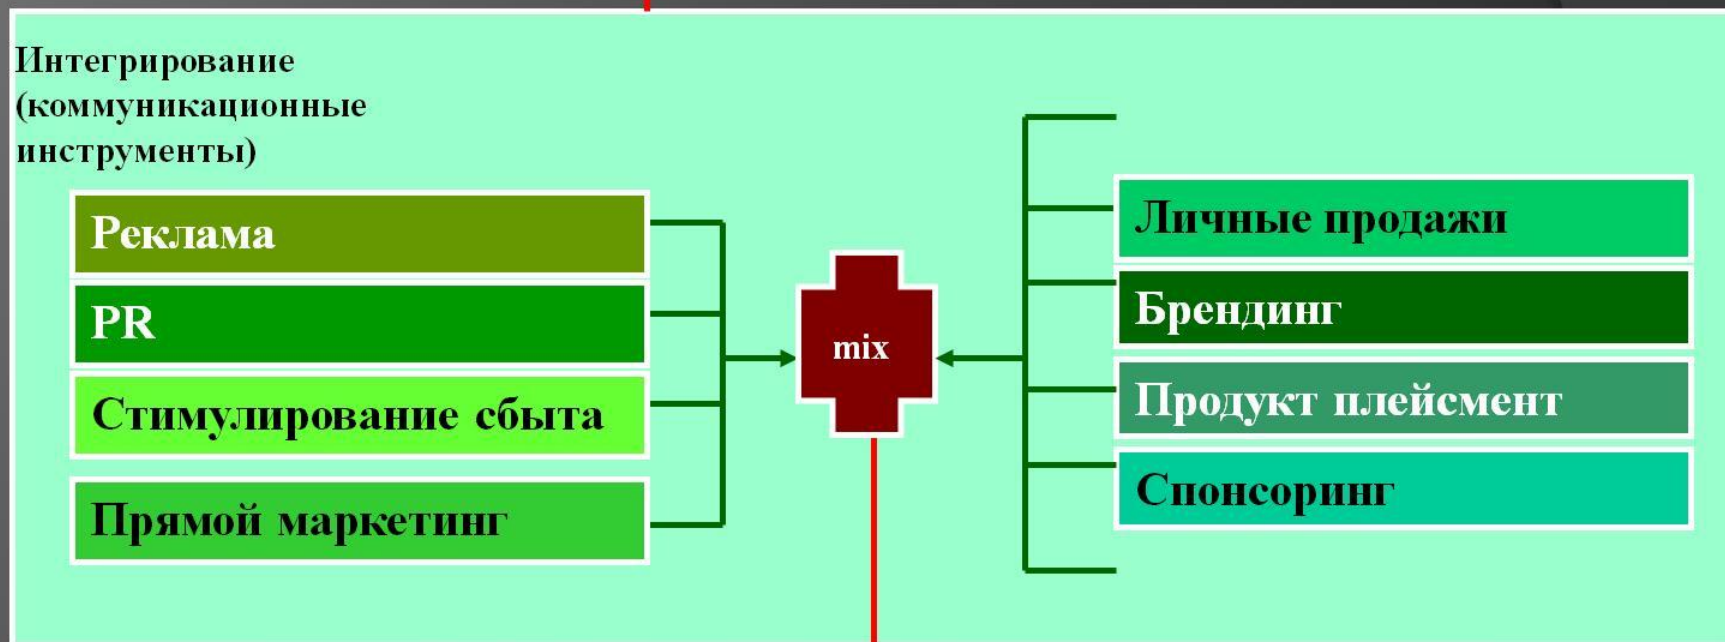 Интегрирование
(коммуникационные
инструменты)
Реклама
PR
Стимулирование сбыта
Прямой маркетинг
mix
Личные продажи
Брендинг
Продукт плейсмент
Спонсоринг